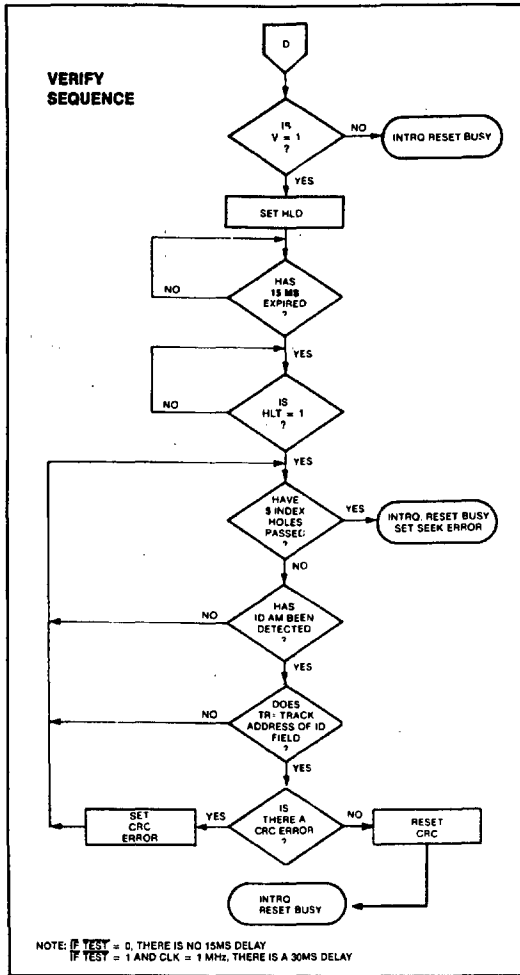 D
VERIFY
SEQUENCE
IS
V = 1
?
NO
INTRQ RESET BUSY
YES
SET HLD
HAS
15 MS
EXPIRED
?
NO
YES
IS
HLT = 1
?
NO
YES
HAVE
5 INDEX
HOLES
PASSED
?
YES
INTRQ, RESET BUSY
SET SEEK ERROR
NO
HAS
ID AM BEEN
DETECTED
?
NO
YES
DOES
TR= TRACK
ADDRESS OF ID
FIELD
?
NO
YES
IS
THERE A
CRC ERROR
?
YES
SET
CRC
ERROR
NO
RESET
CRC
INTRQ
RESET BUSY
NOTE: IF TEST = 0, THERE IS NO 15MS DELAY
IF TEST = 1 AND CLK = 1 MHz, THERE IS A 30MS DELAY